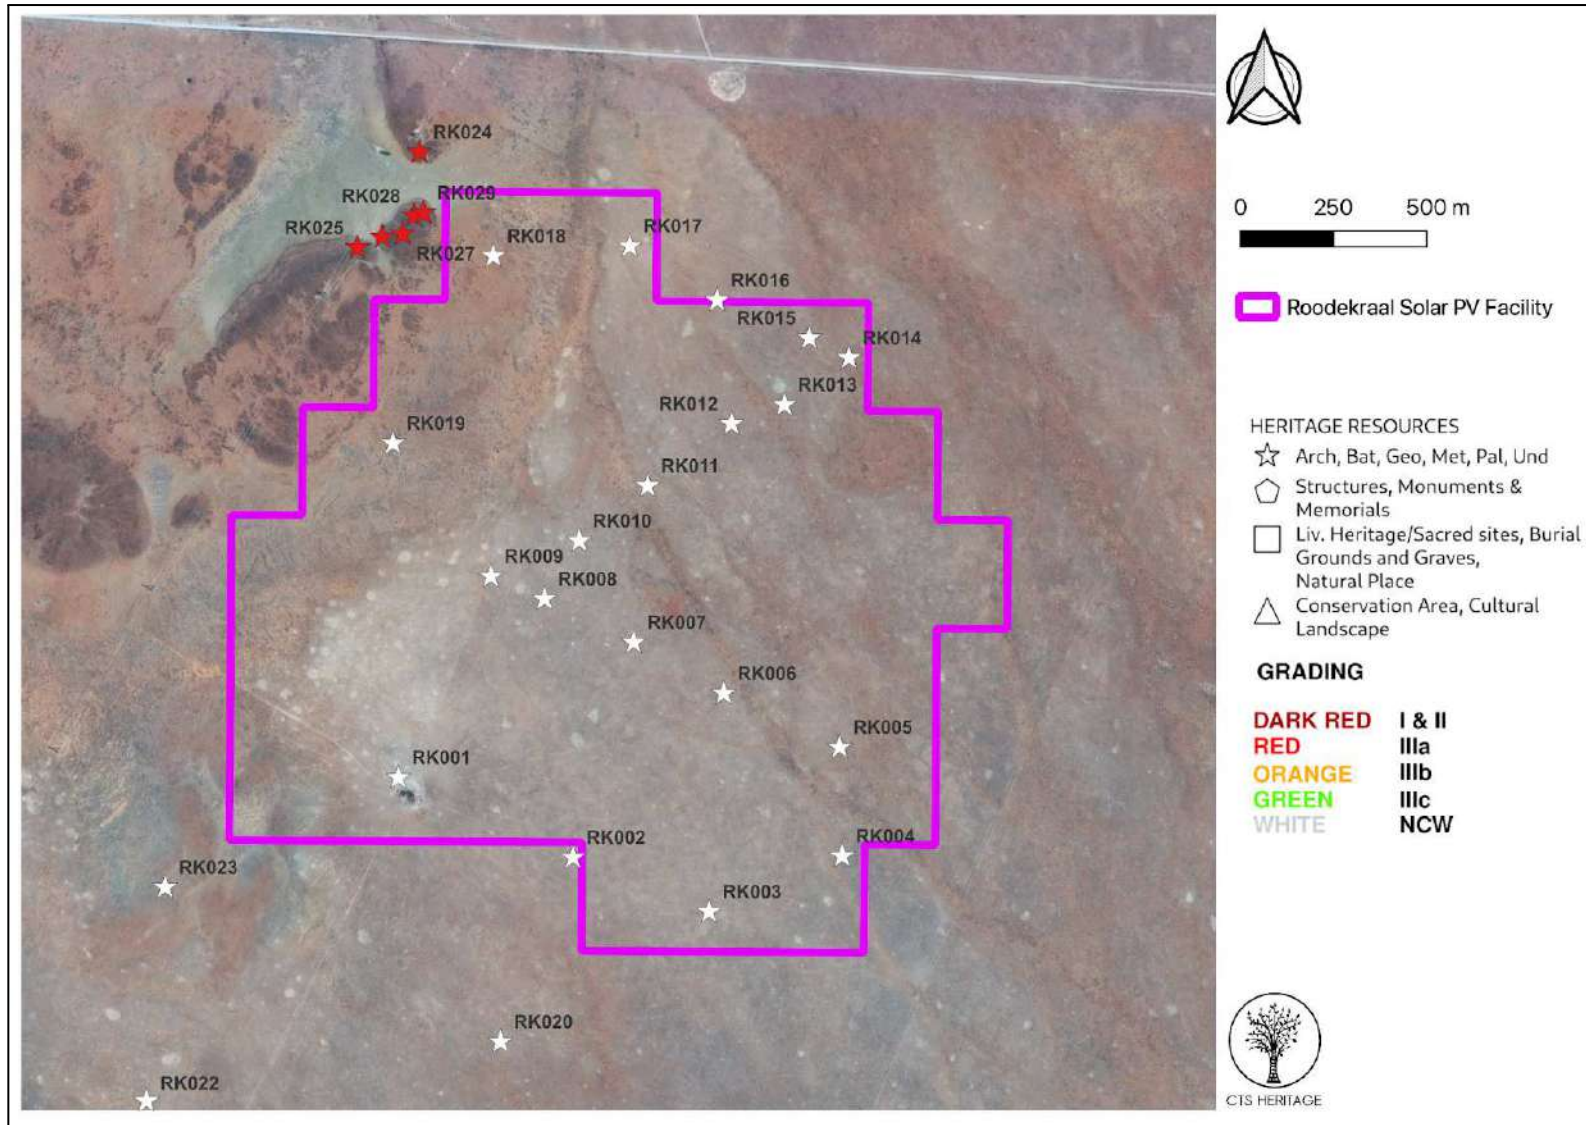 RK024
RK028
RK029
RK025
RK027
RK018
RK017
RK016
RK015
RK014
RK013
RK012
RK019
RK011
RK010
RK009
RK008
RK007
RK006
RK005
RK001
RK002
RK004
RK023
RK003
RK020
RK022
0 250 500 m
Roodekraal Solar PV Facility
HERITAGE RESOURCES
Arch, Bat, Geo, Met, Pal, Und
Structures, Monuments &
Memorials
Liv. Heritage/Sacred sites, Burial
Grounds and Graves,
Natural Place
Conservation Area, Cultural
Landscape
GRADING
DARK RED I & II
RED IIIa
ORANGE IIIb
GREEN IIIc
WHITE NCW
CTS HERITAGE